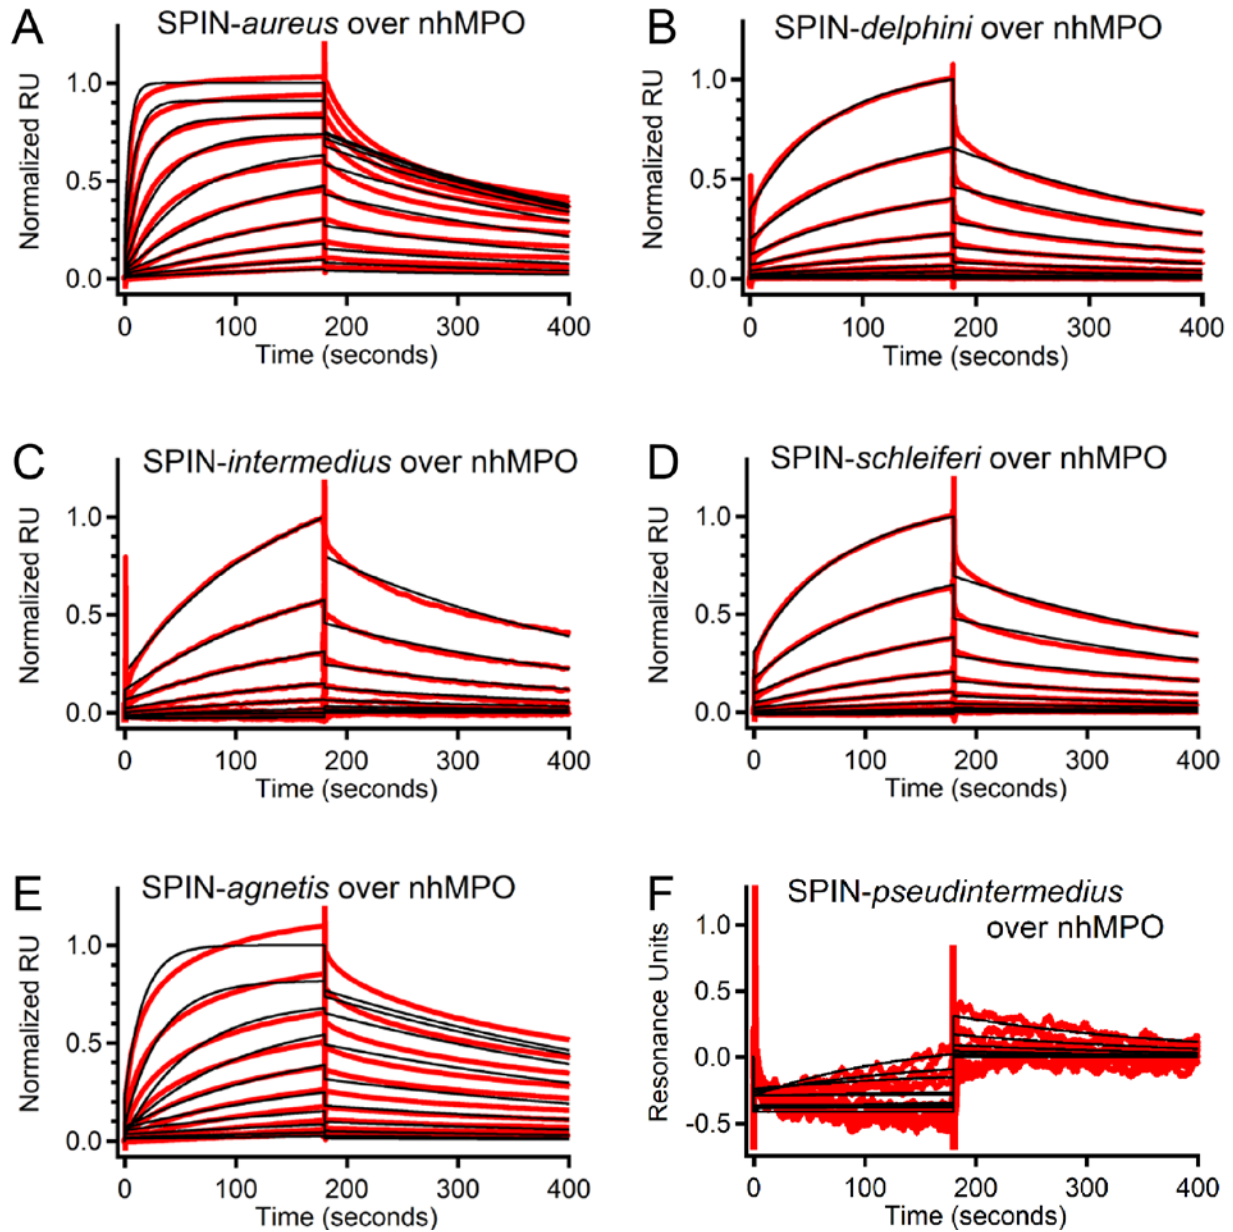 A
SPIN-aureus over nhMPO
Normalized RU
1.0
0.5
0.0
0 100 200 300 400
Time (seconds)
B
SPIN-delphini over nhMPO
Normalized RU
1.0
0.5
0.0
0 100 200 300 400
Time (seconds)
C
SPIN-intermedius over nhMPO
Normalized RU
1.0
0.5
0.0
0 100 200 300 400
Time (seconds)
D
SPIN-schleiferi over nhMPO
Normalized RU
1.0
0.5
0.0
0 100 200 300 400
Time (seconds)
E
SPIN-agnetis over nhMPO
Normalized RU
1.0
0.5
0.0
0 100 200 300 400
Time (seconds)
F
SPIN-pseudintermedius
over nhMPO
Resonance Units
1.0
0.5
0.0
-0.5
0 100 200 300 400
Time (seconds)